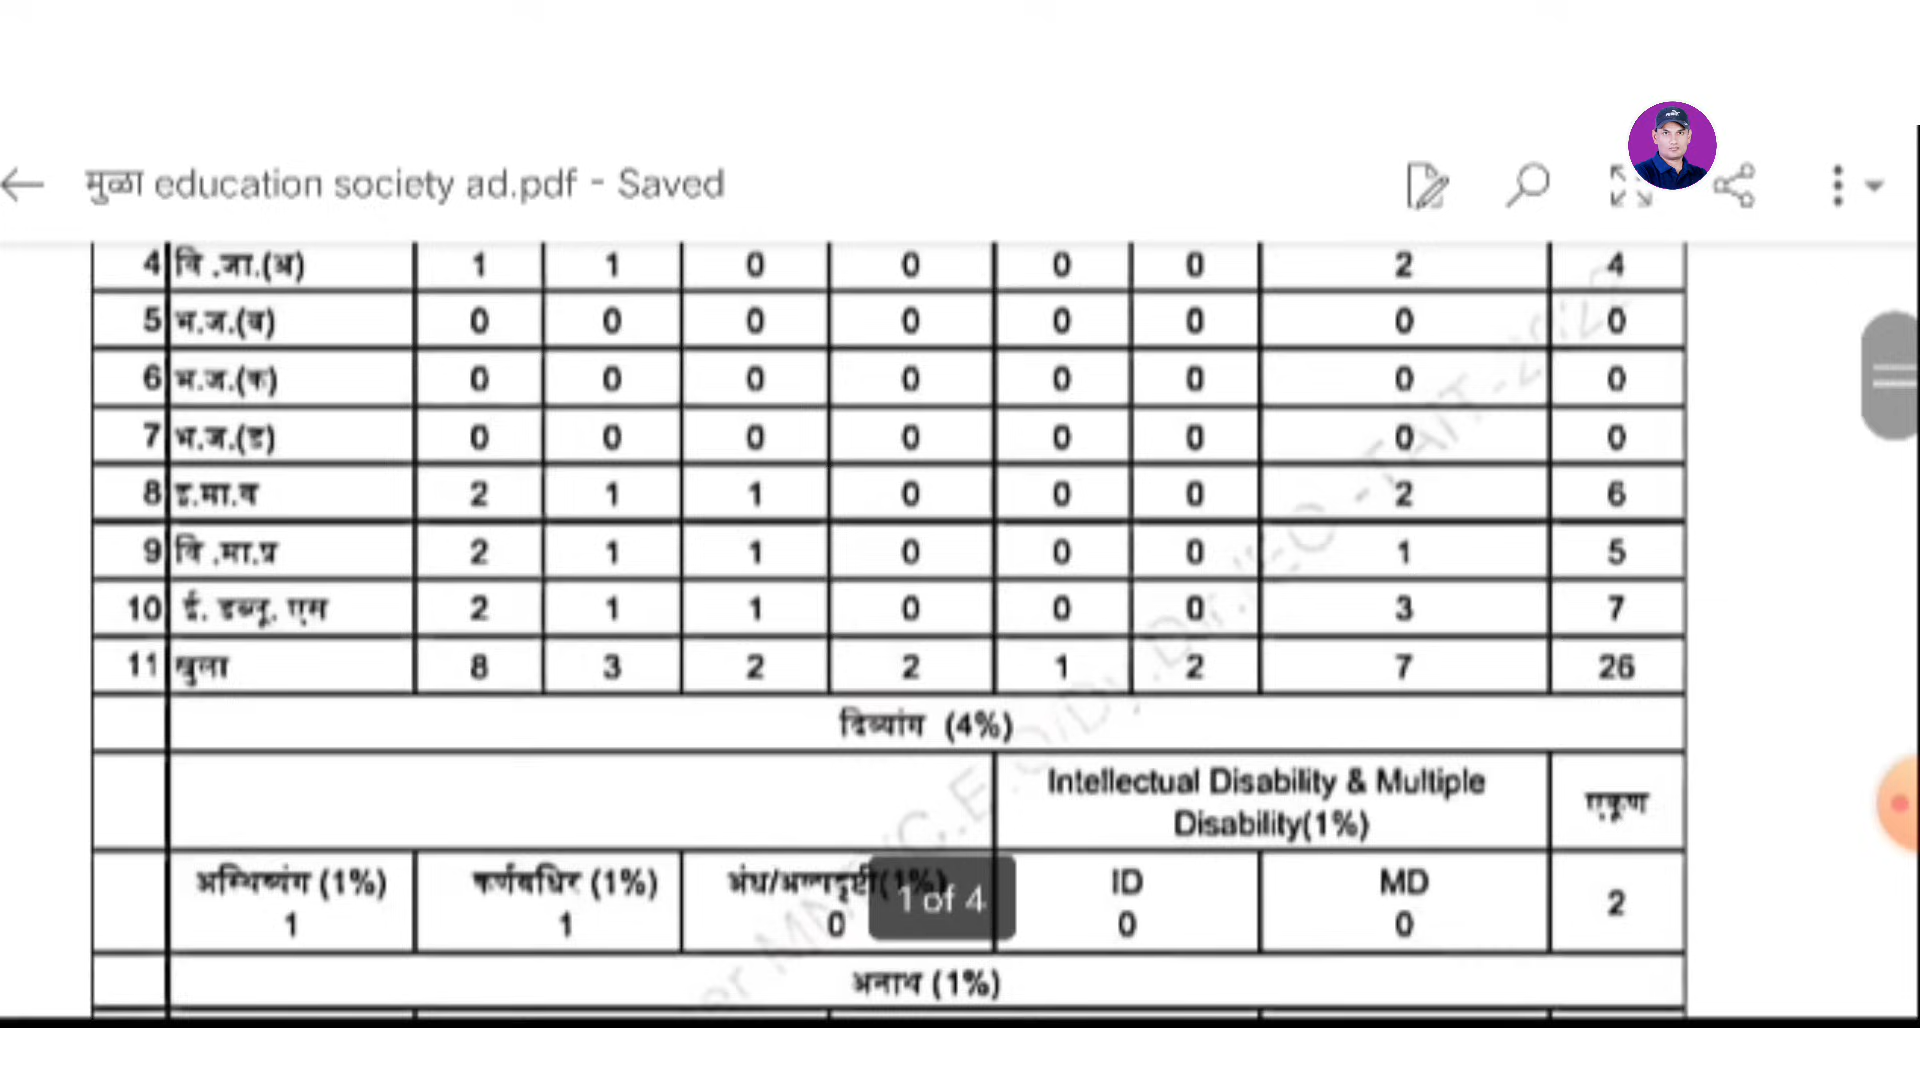 मुळा education society ad.pdf - Saved
4 वि .जा.(अ) 1 1 0 0 0 0 2 4
5 भ.ज.(ब) 0 0 0 0 0 0 0 0
6 भ.ज.(क) 0 0 0 0 0 0 0 0
7 भ.ज.(ड) 0 0 0 0 0 0 0 0
8 इ.मा.व 2 1 1 0 0 0 2 6
9 वि .मा.प्र 2 1 1 0 0 0 1 5
10 ई. डब्लू. एस 2 1 1 0 0 0 3 7
11 खुला 8 3 2 2 1 2 7 26
दिव्यांग (4%)
Intellectual Disability & Multiple
Disability(1%)
एकूण
अस्थिव्यंग (1%) कर्णबधिर (1%) अंध/अल्पदृष्टी(1%) ID MD
1 1 0 0 0 2
1 of 4
अनाथ (1%)